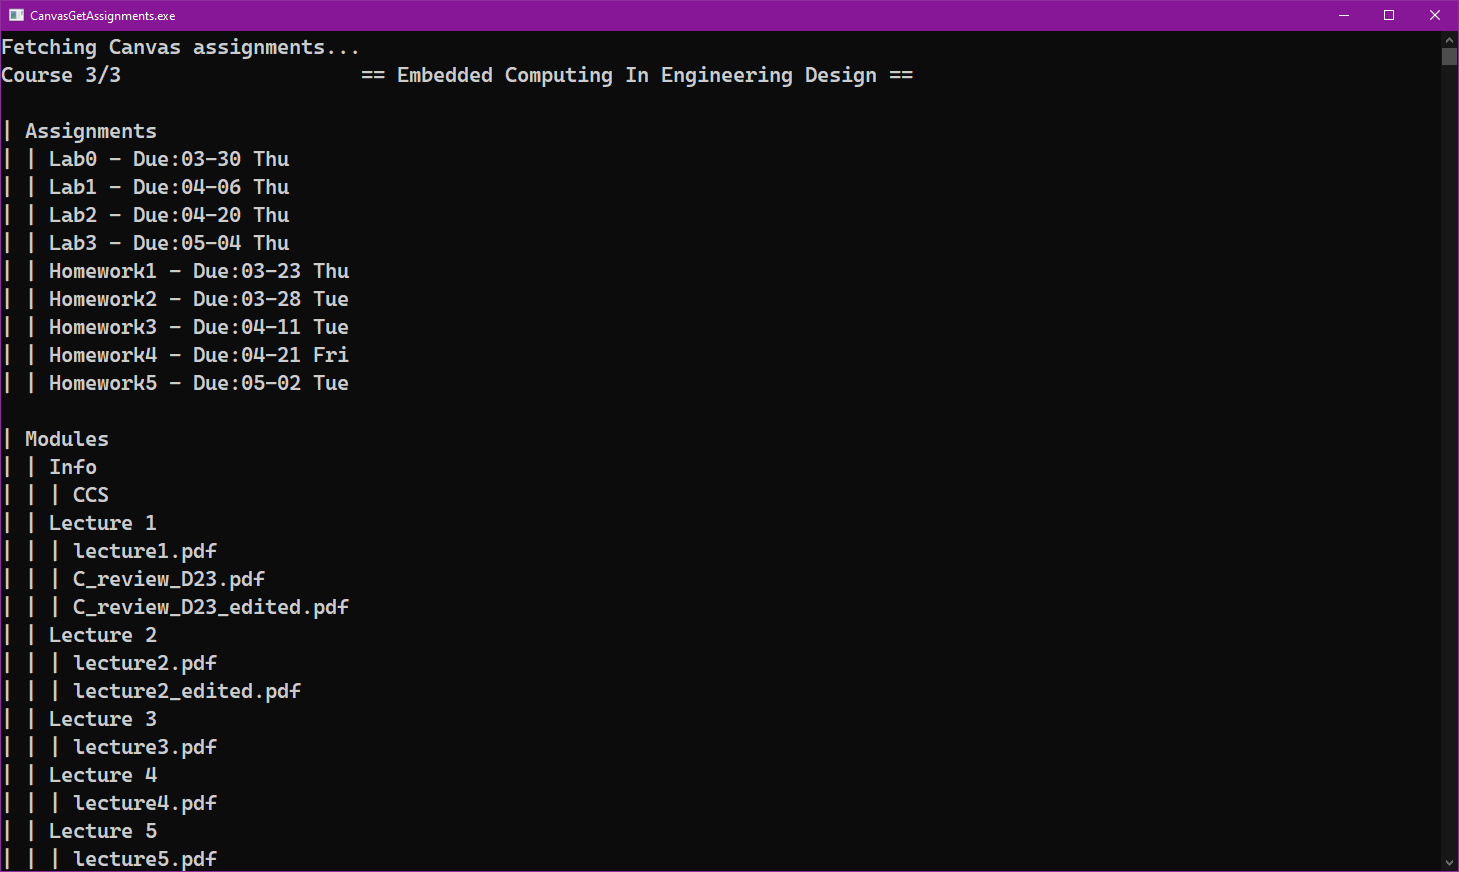 CanvasGetAssignments.exe
Fetching Canvas assignments...
Course 3/3 == Embedded Computing In Engineering Design ==
| Assignments
| | Lab0 - Due:03-30 Thu
| | Lab1 - Due:04-06 Thu
| | Lab2 - Due:04-20 Thu
| | Lab3 - Due:05-04 Thu
| | Homework1 - Due:03-23 Thu
| | Homework2 - Due:03-28 Tue
| | Homework3 - Due:04-11 Tue
| | Homework4 - Due:04-21 Fri
| | Homework5 - Due:05-02 Tue
| Modules
| | Info
| | | CCS
| | Lecture 1
| | | lecture1.pdf
| | | C_review_D23.pdf
| | | C_review_D23_edited.pdf
| | Lecture 2
| | | lecture2.pdf
| | | lecture2_edited.pdf
| | Lecture 3
| | | lecture3.pdf
| | Lecture 4
| | | lecture4.pdf
| | Lecture 5
| | | lecture5.pdf